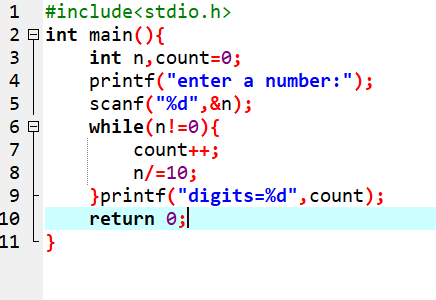 1 #include<stdio.h>
2 int main(){
3     int n,count=0;
4     printf("enter a number:");
5     scanf("%d",&n);
6     while(n!=0){
7         count++;
8         n/=10;
9     }printf("digits=%d",count);
10     return 0;
11 }